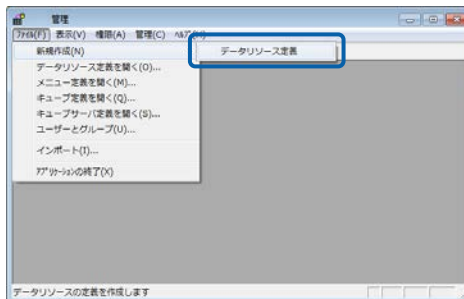 管理
ファイル(F) 表示(V) 権限(A) 管理(C)
新規作成(N)
データリソース定義
データリソース定義を開く(O)...
メニュー定義を開く(M)...
キューブ定義を開く(Q)...
キューブサーバ定義を開く(S)...
ユーザーとグループ(U)...
インポート(T)...
アプリケーションの終了(X)
データリソースの定義を作成します